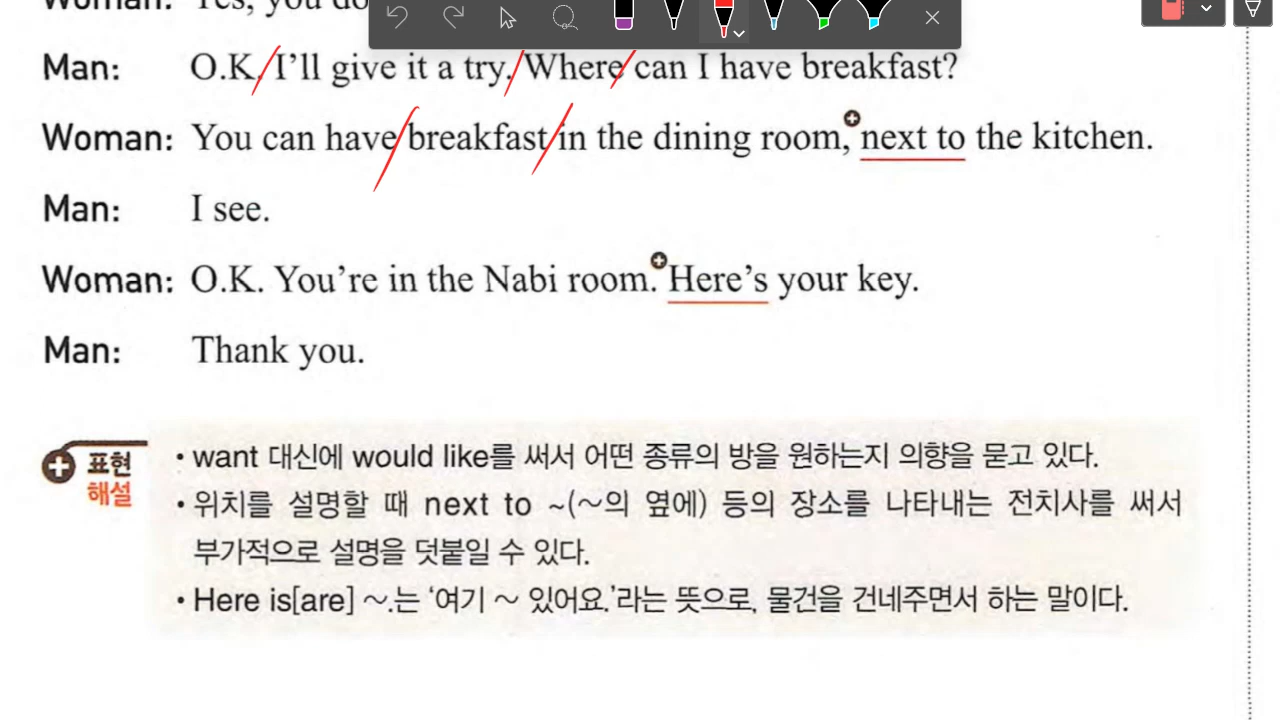 Woman: Yes, you do
Man: O.K. I'll give it a try. Where can I have breakfast?
Woman: You can have breakfast in the dining room, next to the kitchen.
Man: I see.
Woman: O.K. You're in the Nabi room. Here's your key.
Man: Thank you.
표현
해설
• want 대신에 would like를 써서 어떤 종류의 방을 원하는지 의향을 묻고 있다.
• 위치를 설명할 때 next to ~(~의 옆에) 등의 장소를 나타내는 전치사를 써서
부가적으로 설명을 덧붙일 수 있다.
• Here is[are] ~.는 '여기 ~ 있어요.'라는 뜻으로, 물건을 건네주면서 하는 말이다.